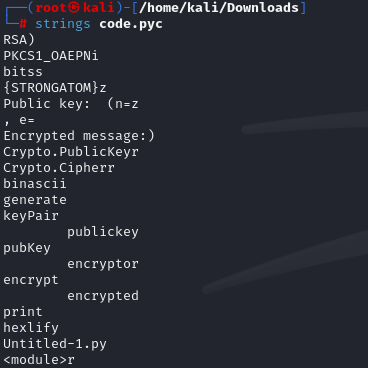 ┌──(root㉿kali)-[/home/kali/Downloads]
└─# strings code.pyc
RSA)
PKCS1_OAEPNi
bitss
{STRONGATOM}z
Public key:  (n=z
, e=
Encrypted message:)
Crypto.PublicKeyr
Crypto.Cipherr
binascii
generate
keyPair
publickey
pubKey
encryptor
encrypt
encrypted
print
hexlify
Untitled-1.py
<module>r